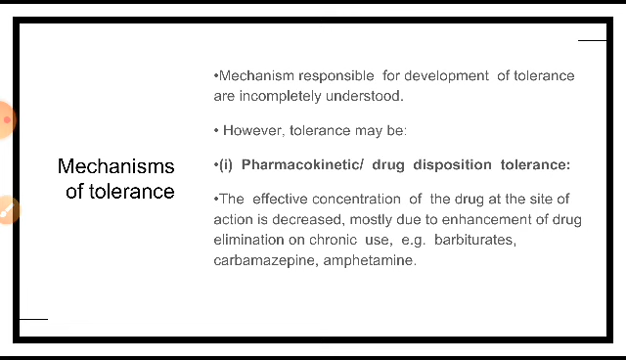 Mechanisms
of tolerance
•Mechanism responsible for development of tolerance
are incompletely understood.
• However, tolerance may be:
•(i) Pharmacokinetic/ drug disposition tolerance:
•The effective concentration of the drug at the site of
action is decreased, mostly due to enhancement of drug
elimination on chronic use, e.g. barbiturates,
carbamazepine, amphetamine.